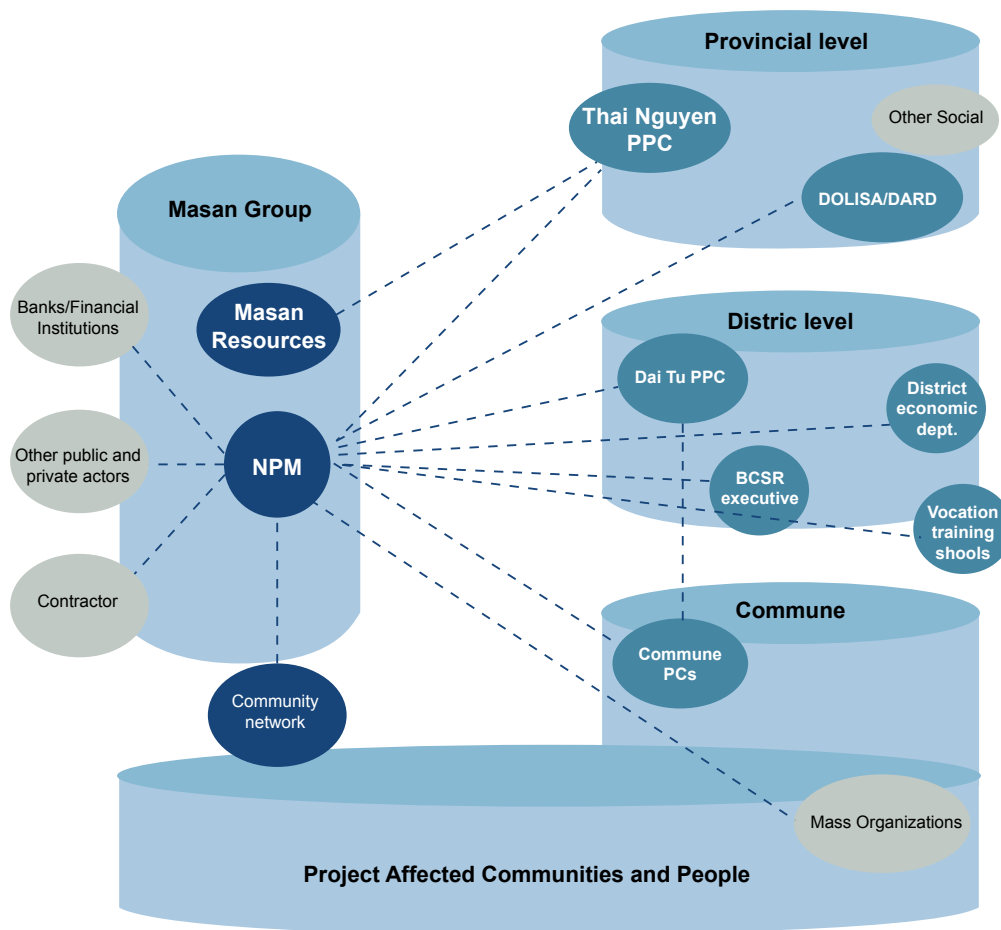 Provincial level
Thai Nguyen
PPC
Other Social
DOLISA/DARD
Masan Group
Banks/Financial
Institutions
Masan
Resources
Distric level
Dai Tu PPC
District
economic
dept.
Other public and
private actors
NPM
BCSR
executive
Vocation
training
shools
Contractor
Commune
Commune
PCs
Community
network
Mass Organizations
Project Affected Communities and People